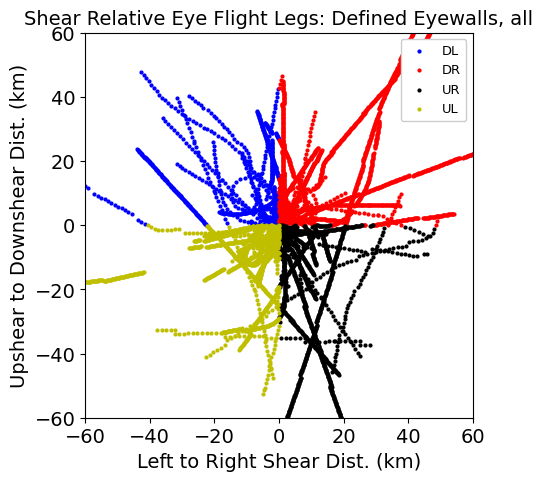 Shear Relative Eye Flight Legs: Defined Eyewalls, all
DL
DR
UR
UL
Upshear to Downshear Dist. (km)
60
40
20
0
−20
−40
−60
−60 −40 −20 0 20 40 60
Left to Right Shear Dist. (km)